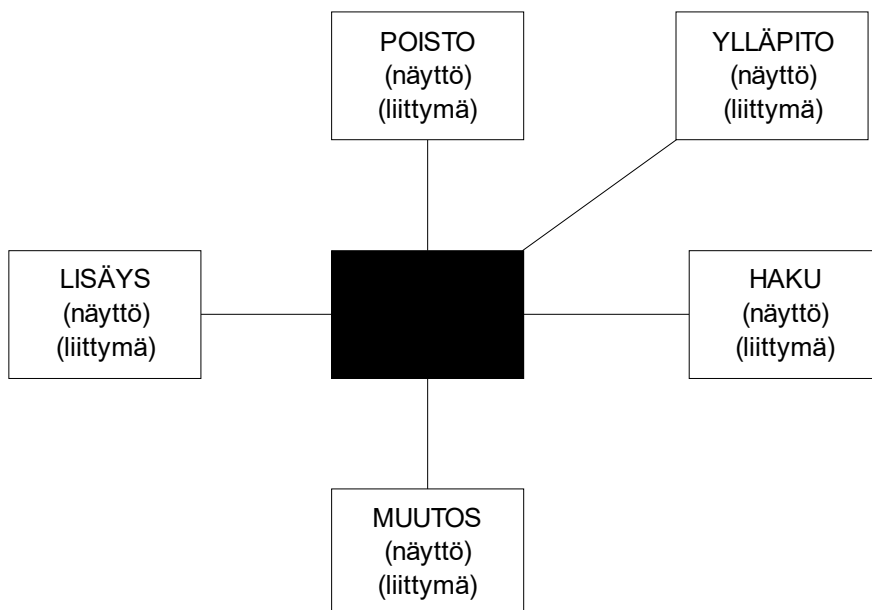 POISTO
(näyttö)
(liittymä)
YLLÄPITO
(näyttö)
(liittymä)
LISÄYS
(näyttö)
(liittymä)
HAKU
(näyttö)
(liittymä)
MUUTOS
(näyttö)
(liittymä)